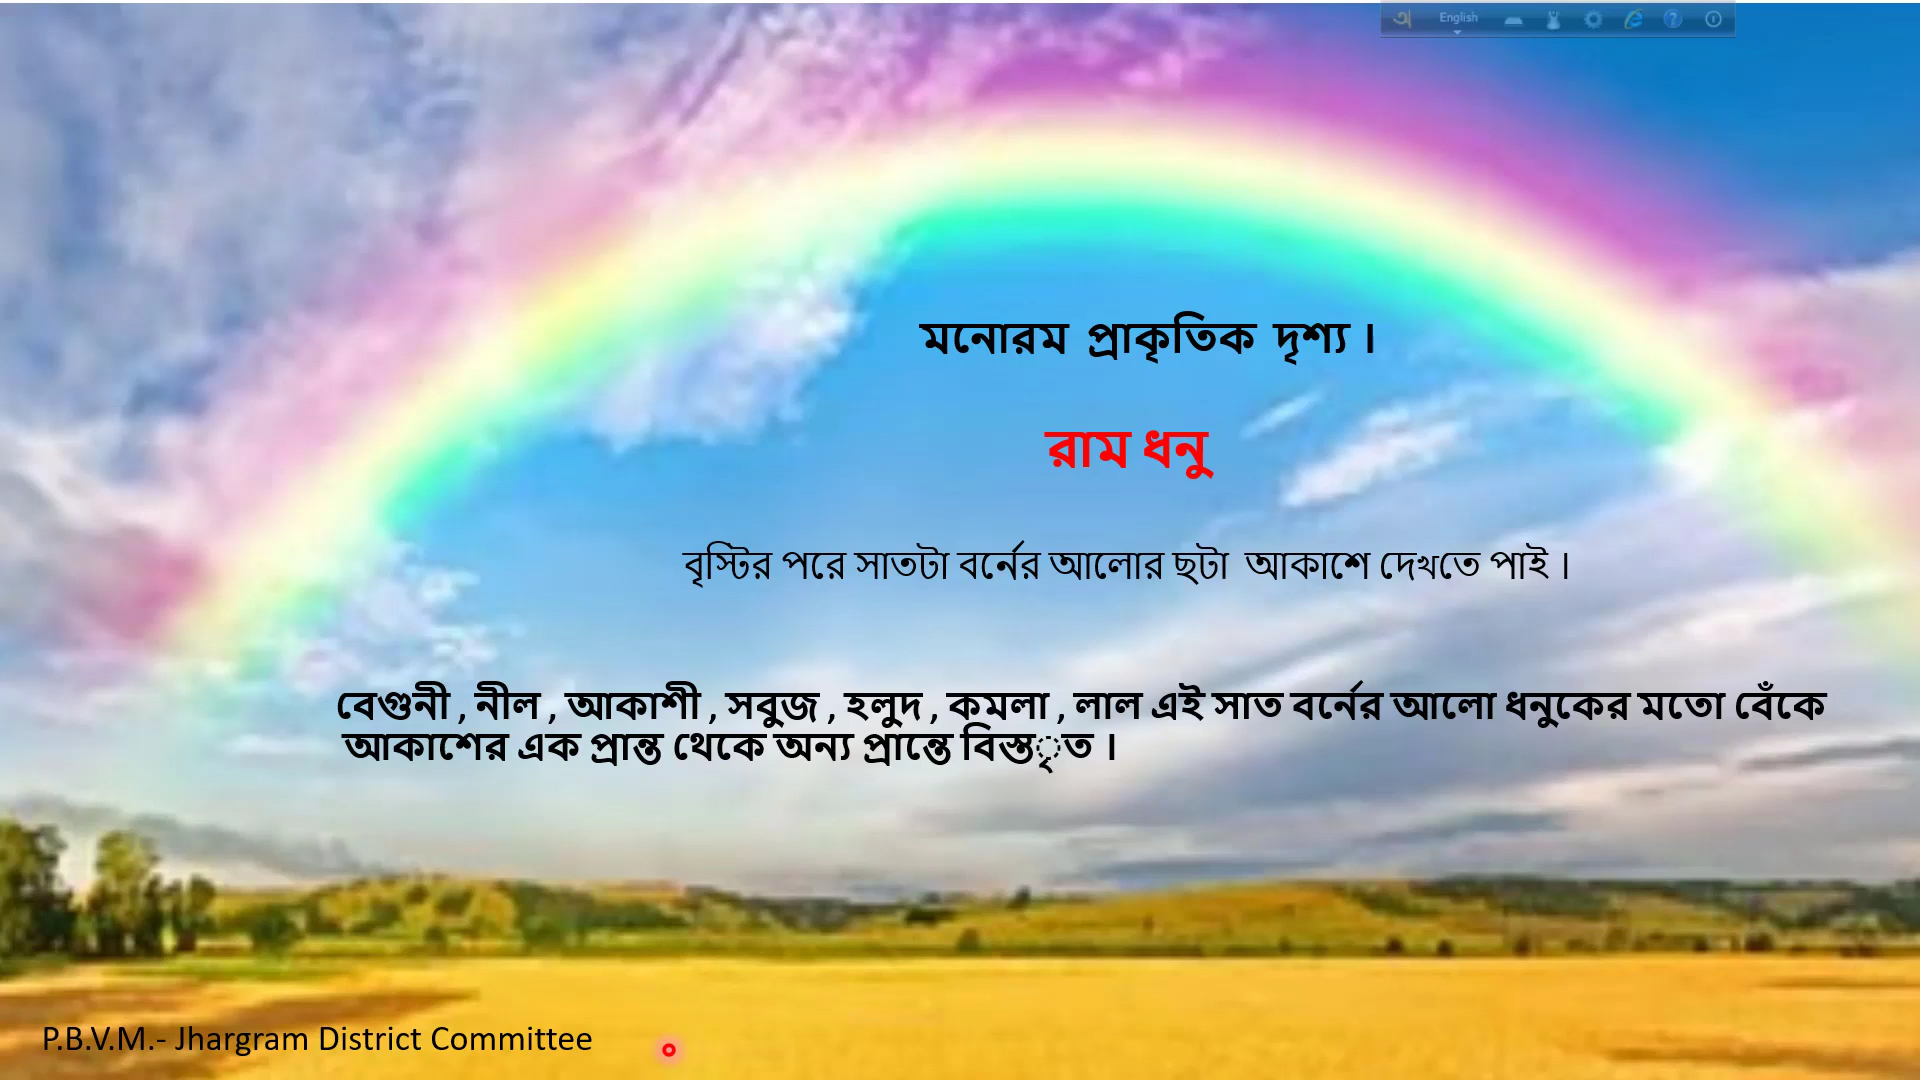 English
মনোরম প্রাকৃতিক দৃশ্য ।
রাম ধনু
বৃস্টির পরে সাতটা বর্নের আলোর ছটা আকাশে দেখতে পাই ।
বেগুনী , নীল , আকাশী , সবুজ , হলুদ , কমলা , লাল এই সাত বর্নের আলো ধনুকের মতো বেঁকে
আকাশের এক প্রান্ত থেকে অন্য প্রান্তে বিস্তৃত ।
P.B.V.M.- Jhargram District Committee